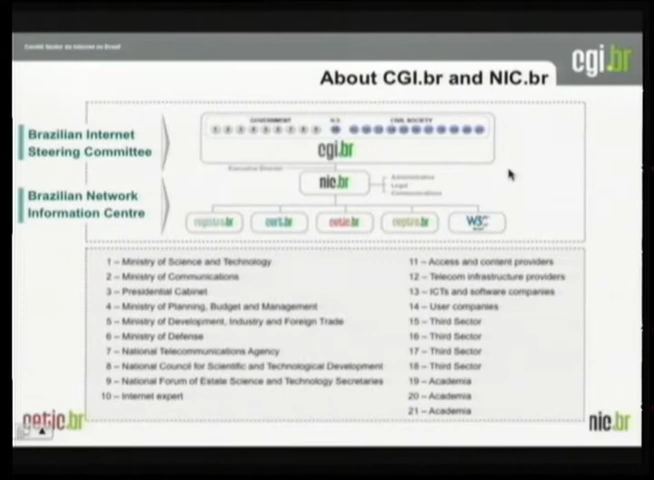 Comitê Gestor da Internet no Brasil
cgi.br
About CGI.br and NIC.br
Brazilian Internet
Steering Committee
GOVERNMENT
CIVIL SOCIETY
cgi.br
Executive Director
nic.br
Administrative
Legal
Communications
Brazilian Network
Information Centre
registro.br cert.br cetic.br ceptro.br W3C
1 – Ministry of Science and Technology
2 – Ministry of Communications
3 – Presidential Cabinet
4 – Ministry of Planning, Budget and Management
5 – Ministry of Development, Industry and Foreign Trade
6 – Ministry of Defense
7 – National Telecommunications Agency
8 – National Council for Scientific and Technological Development
9 – National Forum of Estate Science and Technology Secretaries
10 – Internet expert
11 – Access and content providers
12 – Telecom infrastructure providers
13 – ICTs and software companies
14 – User companies
15 – Third Sector
16 – Third Sector
17 – Third Sector
18 – Third Sector
19 – Academia
20 – Academia
21 – Academia
cetic.br
nic.br